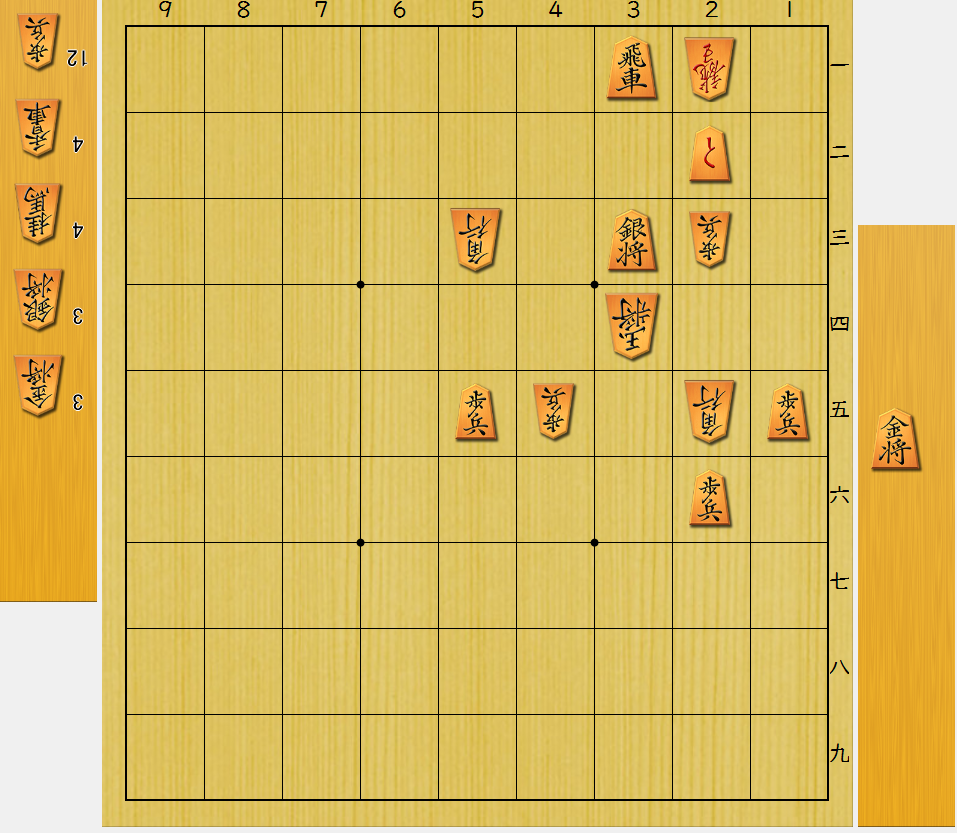 9 8 7 6 5 4 3 2 1
歩兵 12
香車 4
桂馬 4
銀将 3
金将 3
飛車 龍王 一
と 二
角行 銀将 歩兵 三
玉将 四
歩兵 歩兵 角行 歩兵 五
金将
歩兵 六
七
八
九